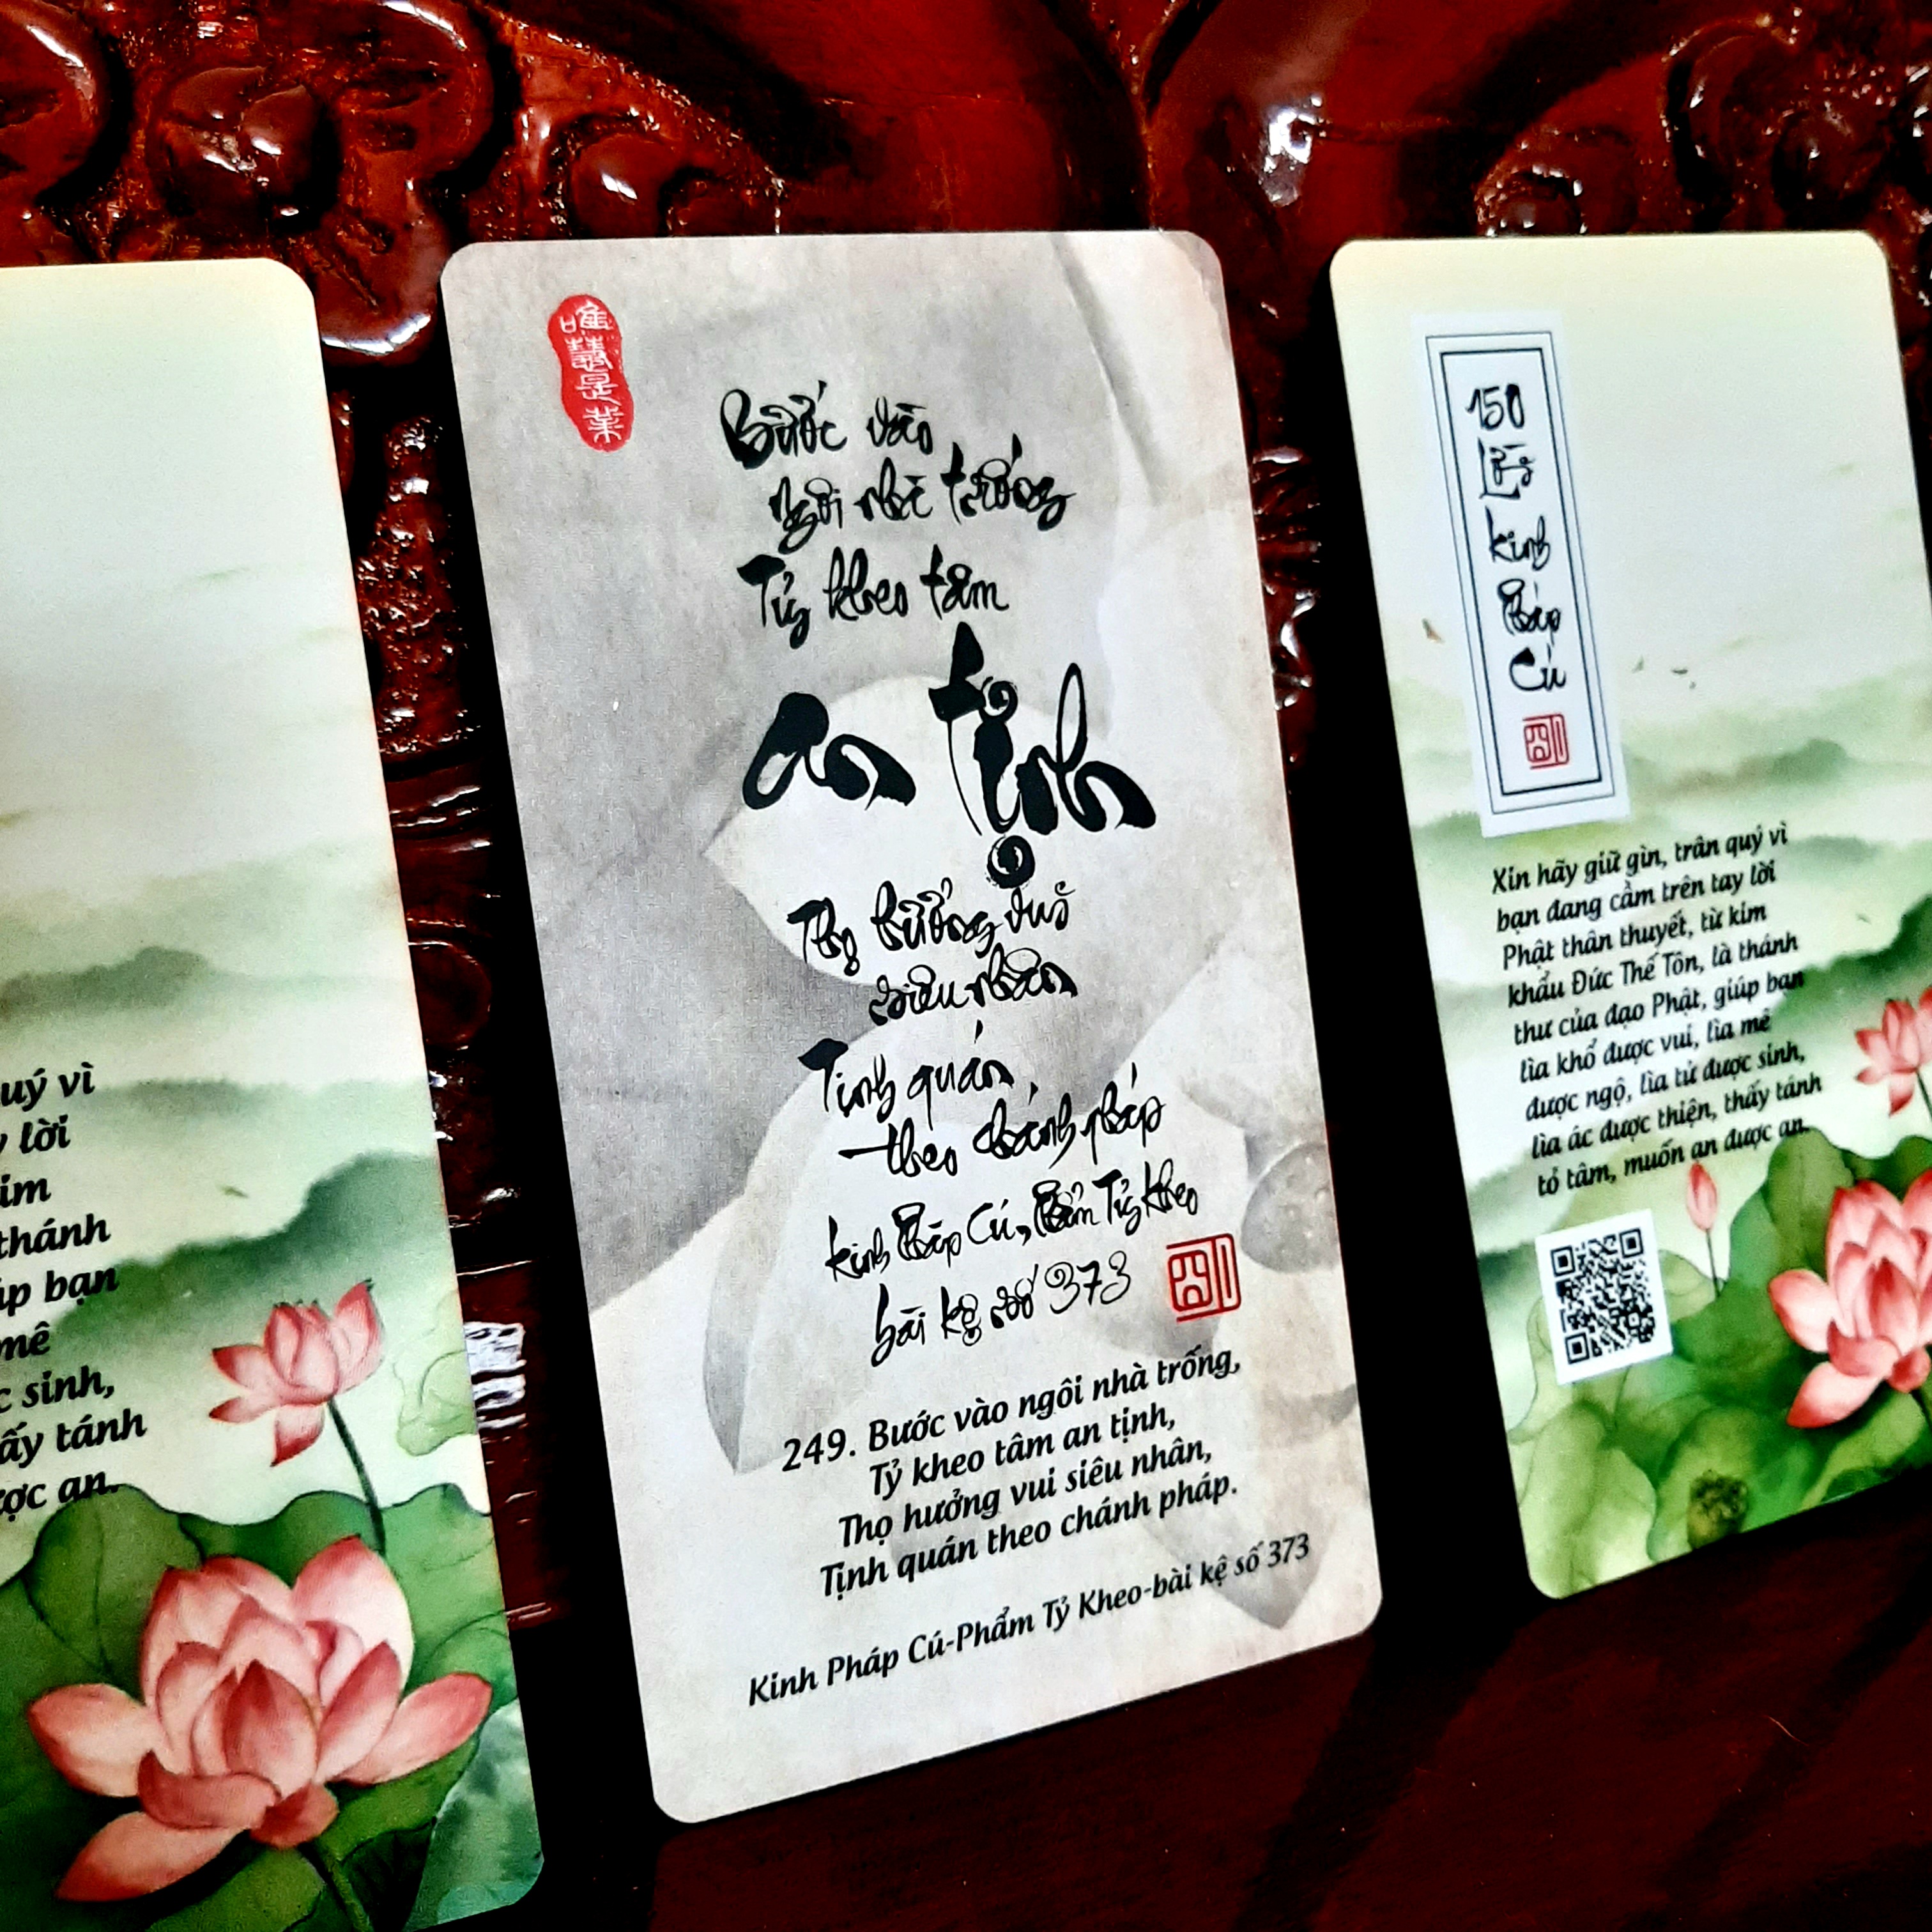 uý vì
lời
im
thánh
úp bạn
mê
sinh,
ấy tánh
ợc an.
唯慧是業
Bước vào
ngôi nhà trống
Tỷ kheo tâm
an tịnh
Thọ hưởng vui
siêu nhân
Tịnh quán
theo chánh pháp
kinh Pháp Cú, Phẩm Tỷ Kheo
bài kệ số 373
249. Bước vào ngôi nhà trống,
Tỷ kheo tâm an tịnh,
Thọ hưởng vui siêu nhân,
Tịnh quán theo chánh pháp.
Kinh Pháp Cú-Phẩm Tỷ Kheo-bài kệ số 373
150
kinh
Pháp
Cú
Xin hãy giữ gìn, trân quý vì
bạn đang cầm trên tay lời
Phật thân thuyết, từ kim
khẩu Đức Thế Tôn, là thánh
thư của đạo Phật, giúp bạn
lìa khổ được vui, lìa mê
được ngộ, lìa tử được sinh,
lìa ác được thiện, thấy tánh
tỏ tâm, muốn an được an.